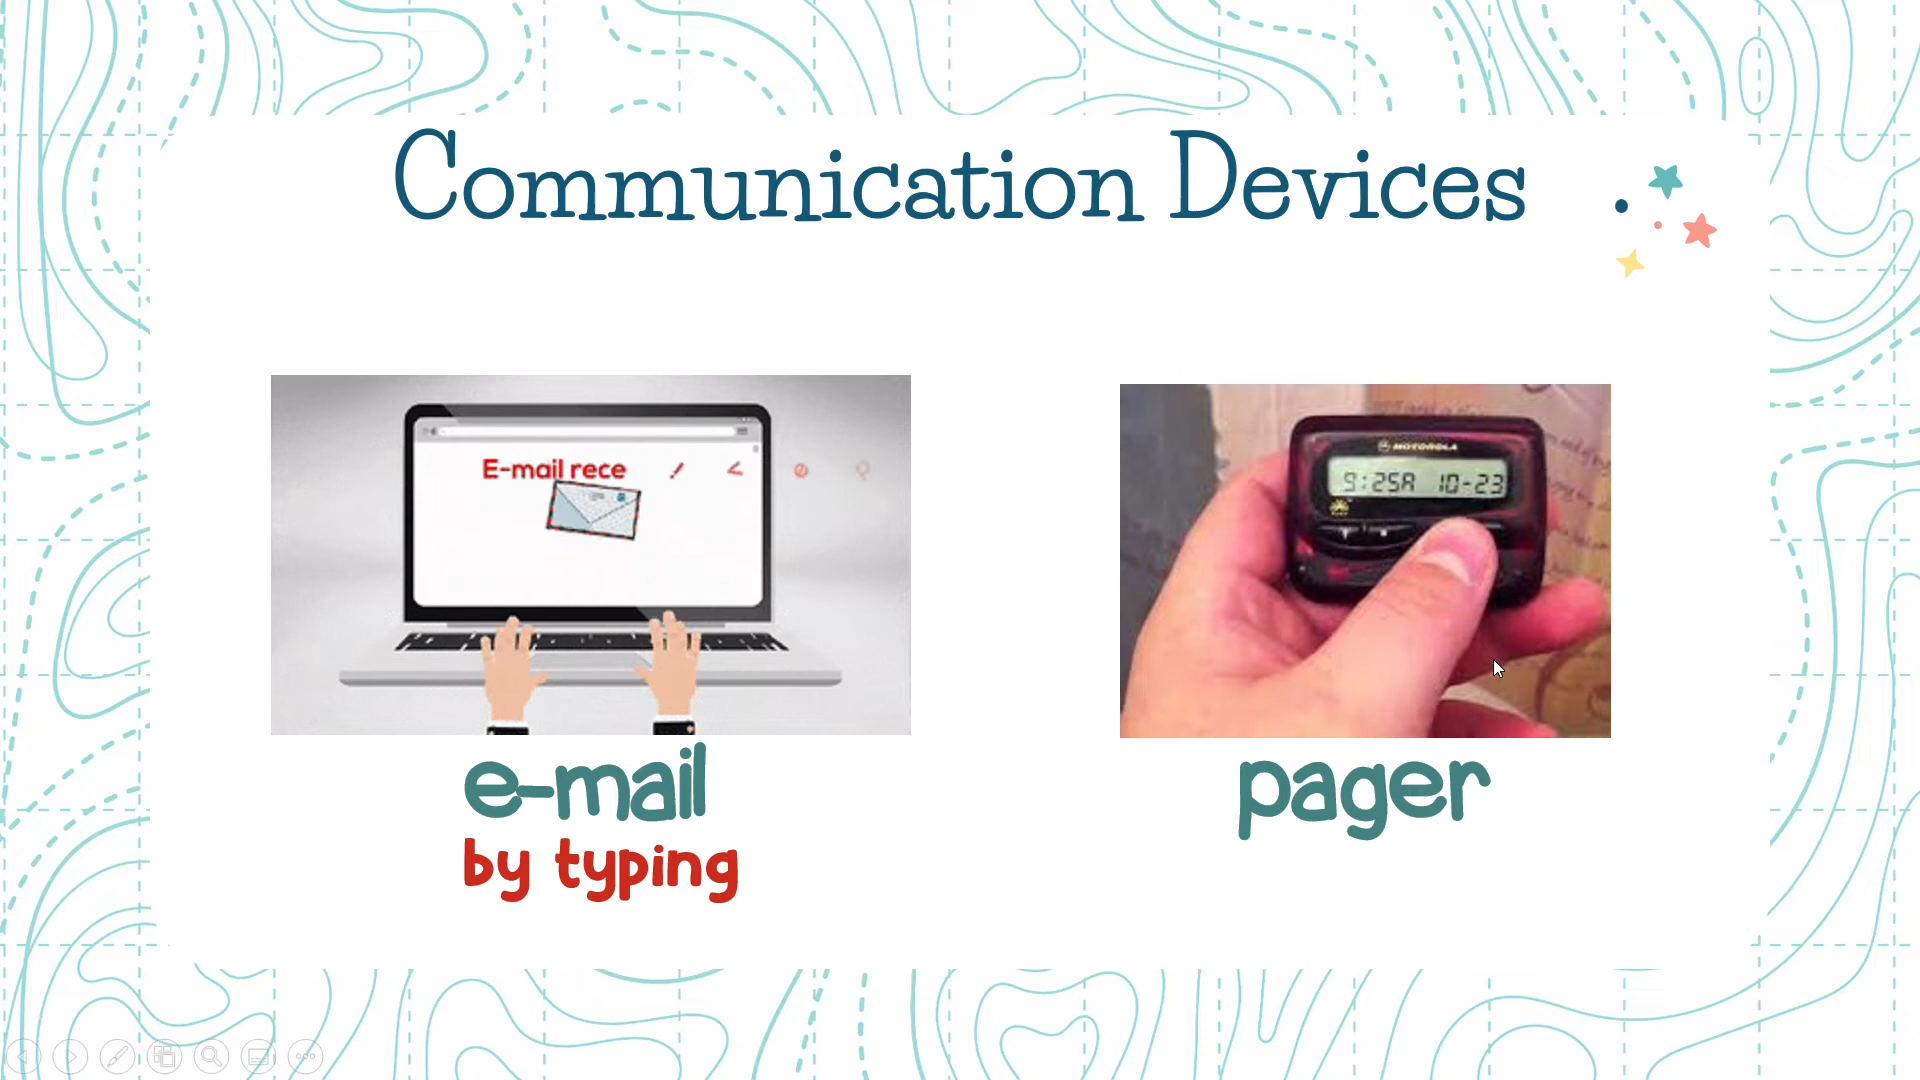 Communication Devices
E-mail rece
MOTOROLA
9:25A 10-23
e-mail
by typing
pager